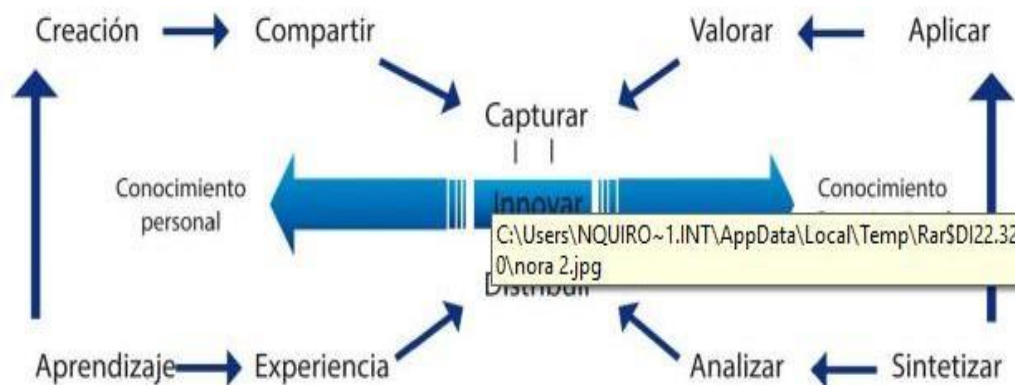 Creación Compartir Valorar Aplicar
Capturar
Conocimiento personal
Conocimiento
Innovar
C:\Users\NQUIRO~1.INT\AppData\Local\Temp\Rar$DI22.32
0\nora 2.jpg
Distribuir
Aprendizaje Experiencia Analizar Sintetizar